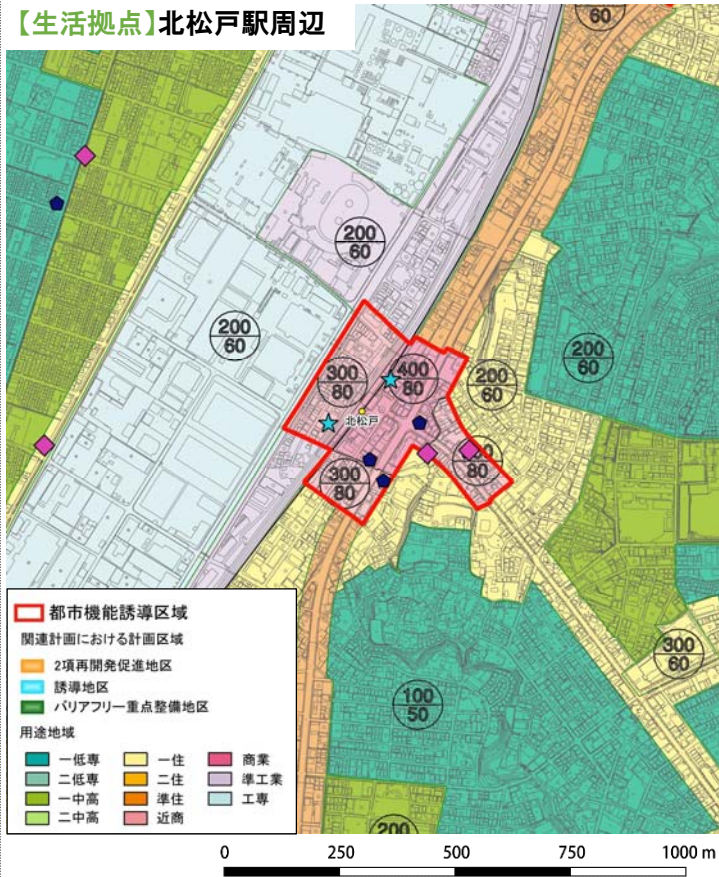 【生活拠点】北松戸駅周辺
60
200
60
200
60
300
80
400
80
200
60
200
60
北松戸
80
300
80
300
60
100
50
200
都市機能誘導区域
関連計画における計画区域
2項再開発促進地区
誘導地区
バリアフリー重点整備地区
用途地域
一低専 一住 商業
二低専 二住 準工業
一中高 準住 工専
二中高 近商
0 250 500 750 1000 m